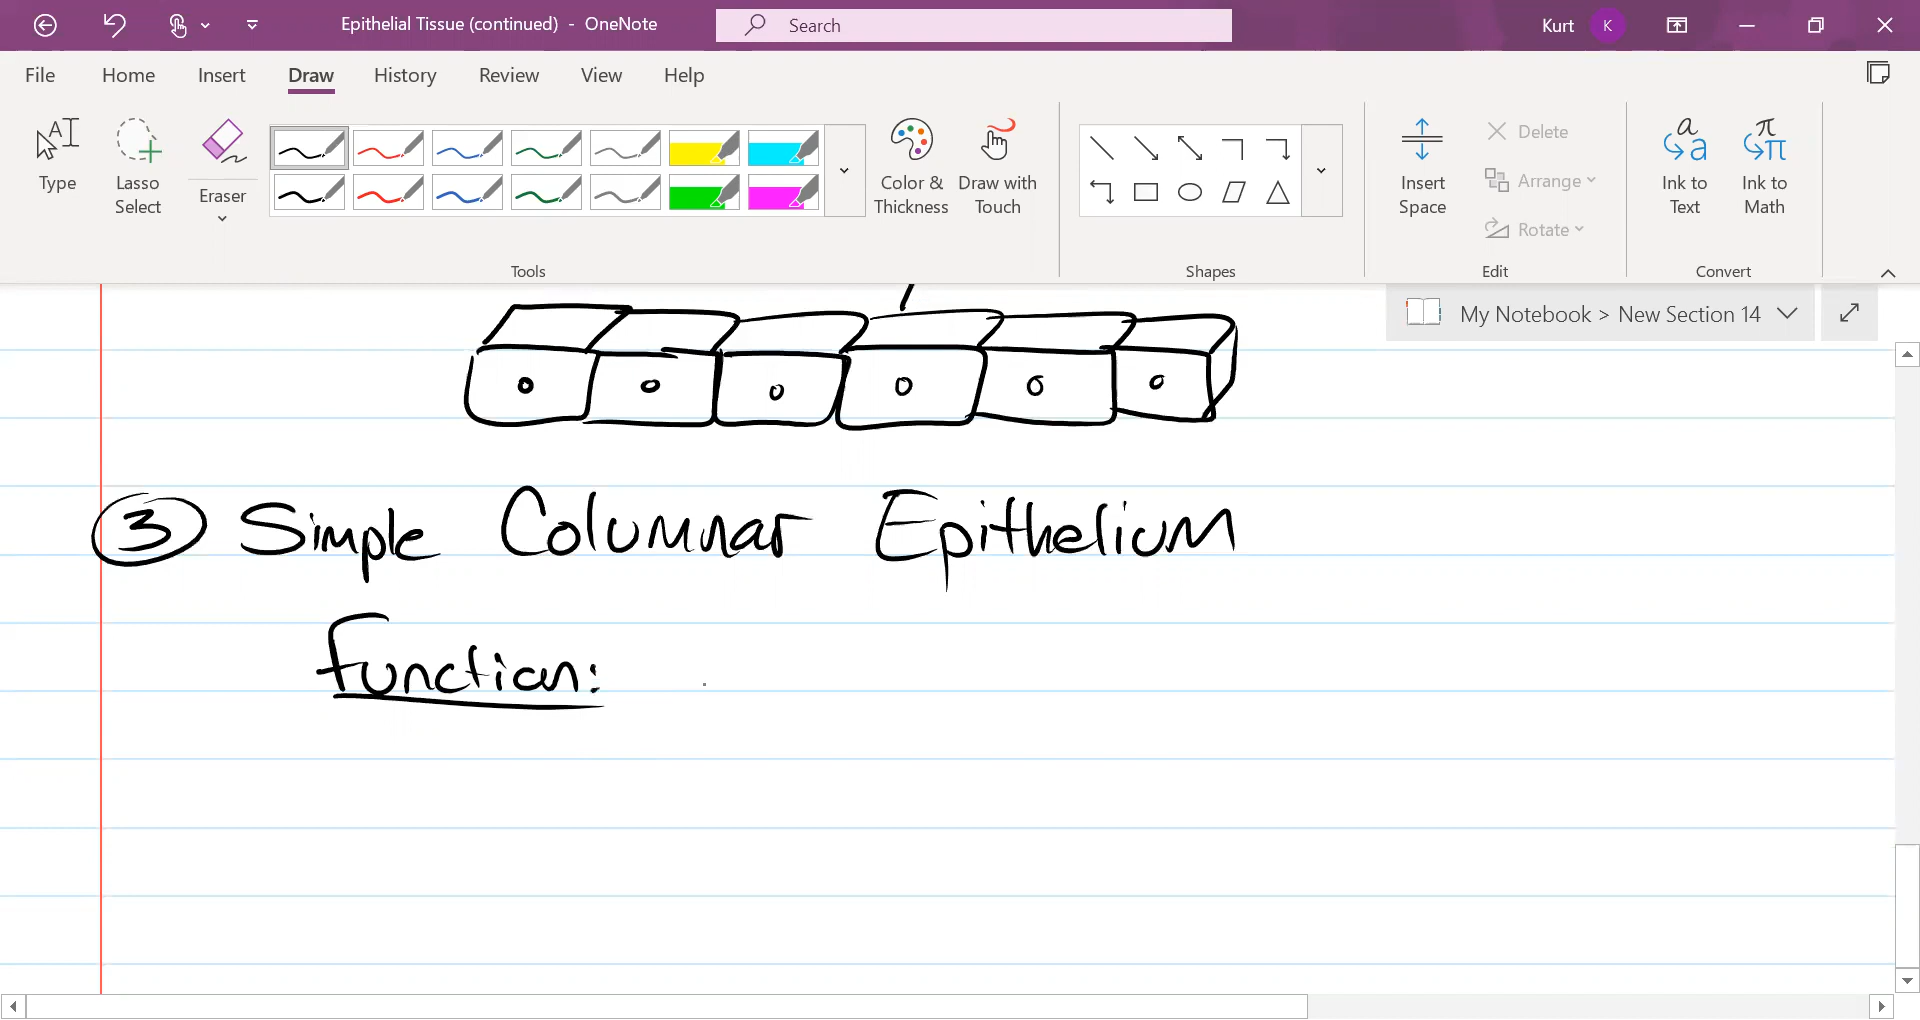 Epithelial Tissue (continued) - OneNote
Search
Kurt K
File Home Insert Draw History Review View Help
Type
Lasso Select
Eraser
Color & Thickness
Draw with Touch
Insert Space
Delete
Arrange
Rotate
a a
Ink to Text
π π
Ink to Math
Tools Shapes Edit Convert
My Notebook > New Section 14
3 Simple Columnar Epithelium
Function: